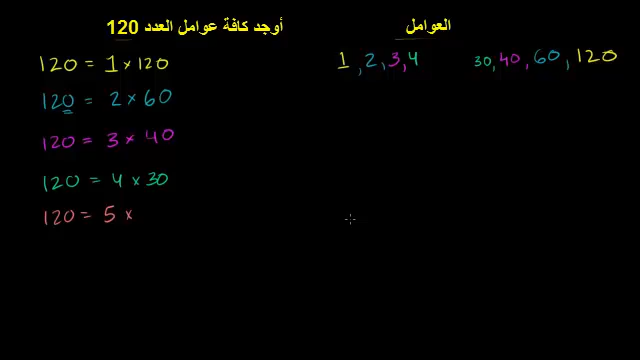 أوجد كافة عوامل العدد 120
120 = 1 × 120
120 = 2 × 60
120 = 3 × 40
120 = 4 × 30
120 = 5 ×
العوامل
1, 2, 3, 4 30, 40, 60, 120